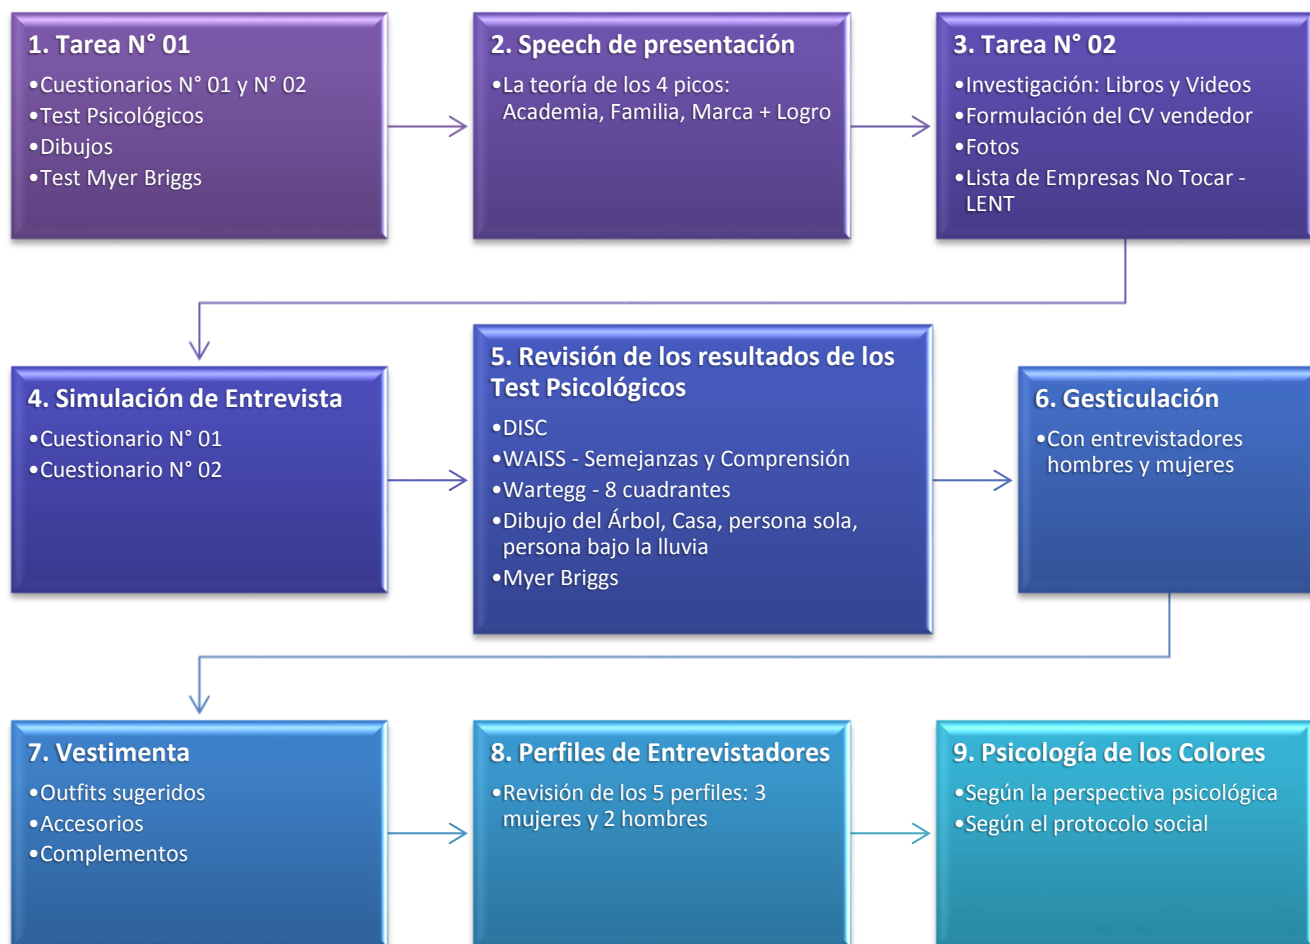 1. Tarea N° 01
•Cuestionarios N° 01 y N° 02
•Test Psicológicos
•Dibujos
•Test Myer Briggs
2. Speech de presentación
•La teoría de los 4 picos:
Academia, Familia, Marca + Logro
3. Tarea N° 02
•Investigación: Libros y Videos
•Formulación del CV vendedor
•Fotos
•Lista de Empresas No Tocar -
LENT
4. Simulación de Entrevista
•Cuestionario N° 01
•Cuestionario N° 02
5. Revisión de los resultados de los
Test Psicológicos
•DISC
•WAISS - Semejanzas y Comprensión
•Wartegg - 8 cuadrantes
•Dibujo del Árbol, Casa, persona sola,
persona bajo la lluvia
•Myer Briggs
6. Gesticulación
•Con entrevistadores
hombres y mujeres
7. Vestimenta
•Outfits sugeridos
•Accesorios
•Complementos
8. Perfiles de Entrevistadores
•Revisión de los 5 perfiles: 3
mujeres y 2 hombres
9. Psicología de los Colores
•Según la perspectiva psicológica
•Según el protocolo social